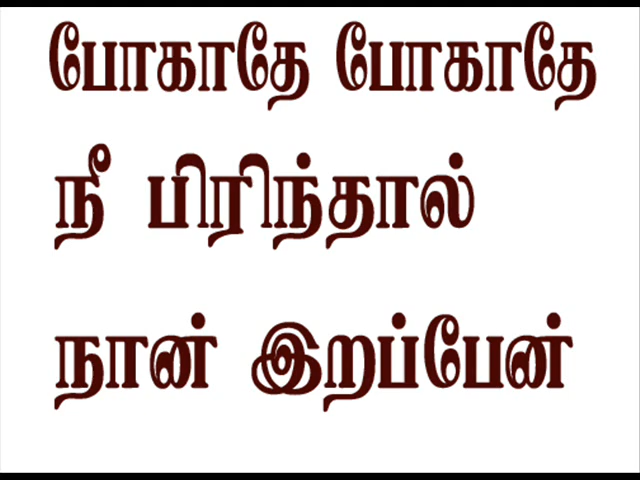 போகாதே போகாதே
நீ பிரிந்தால்
நான் இறப்பேன்